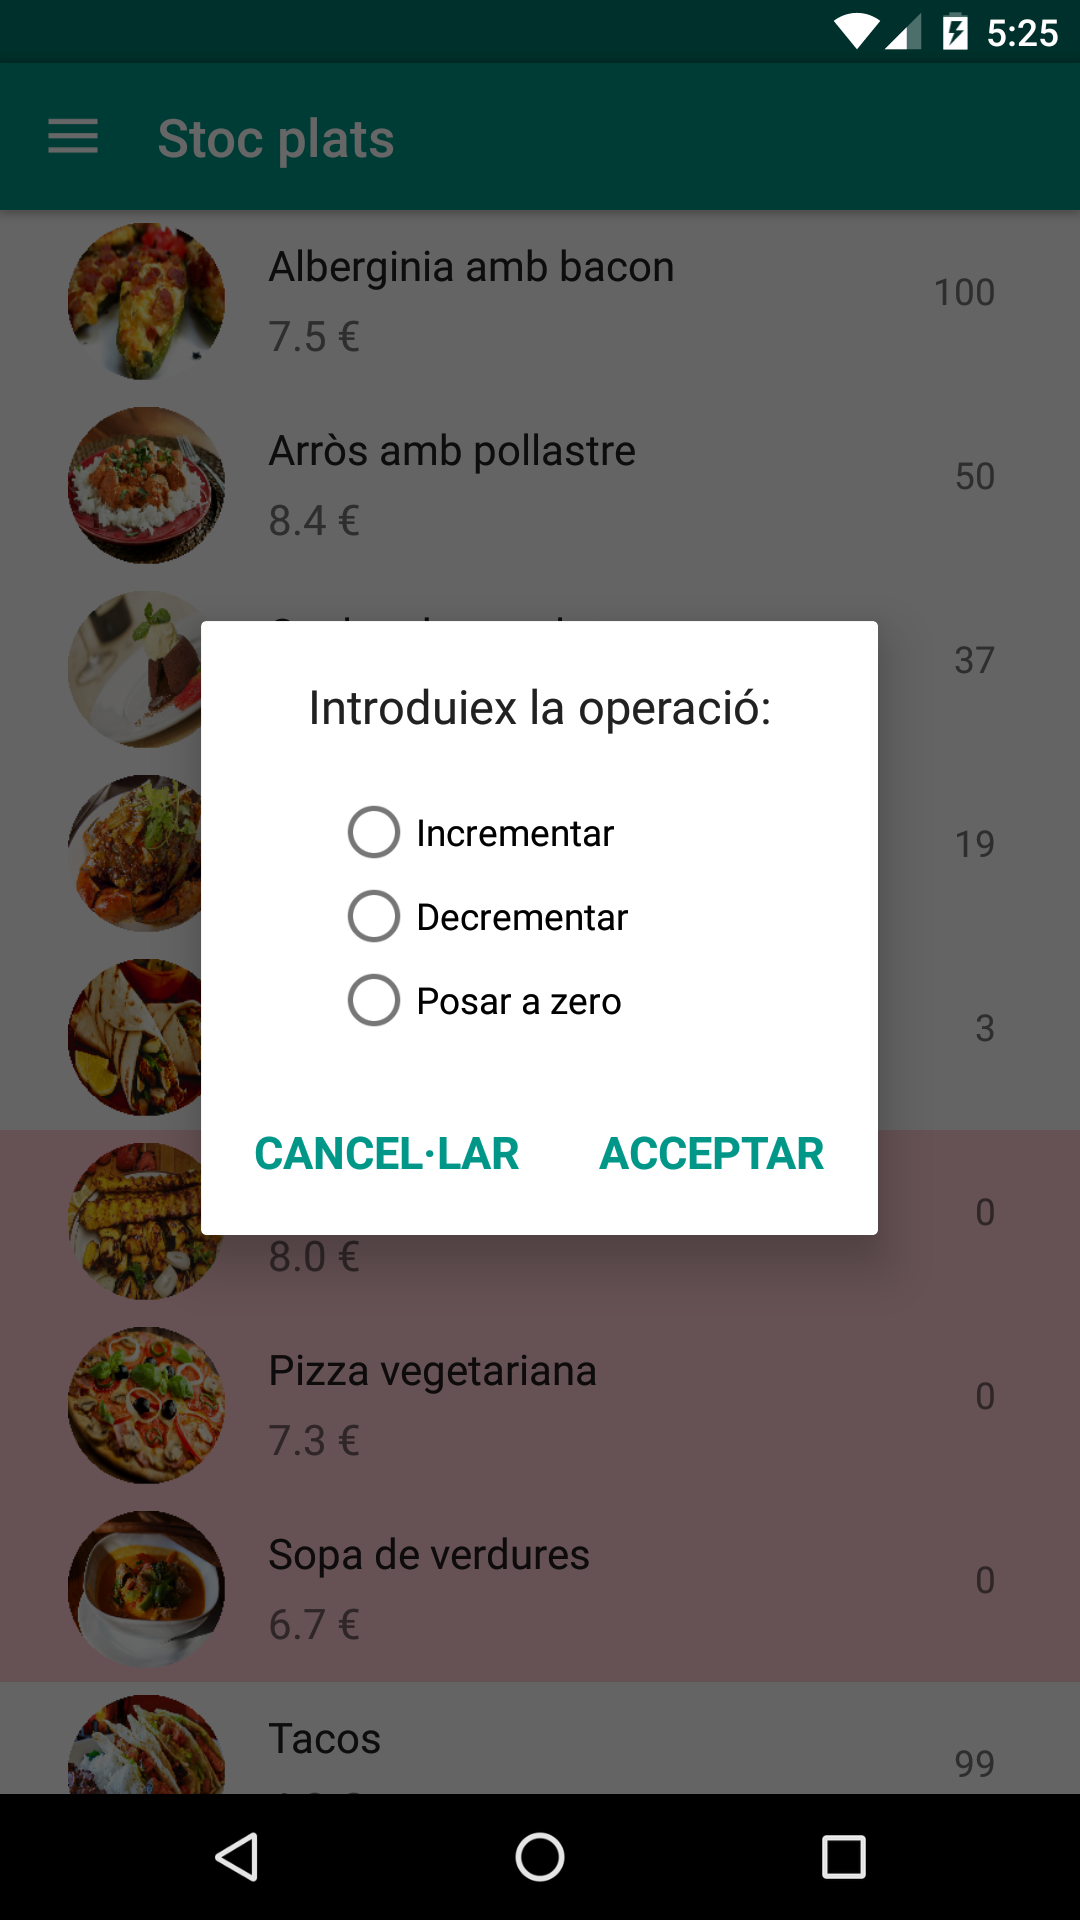 5:25
Stoc plats
Alberginia amb bacon
100
7.5 €
Arròs amb pollastre
50
8.4 €
37
Introduiex la operació:
19
Incrementar
Decrementar
Posar a zero
3
CANCEL·LAR ACCEPTAR
0
8.0 €
Pizza vegetariana
0
7.3 €
Sopa de verdures
0
6.7 €
Tacos
99